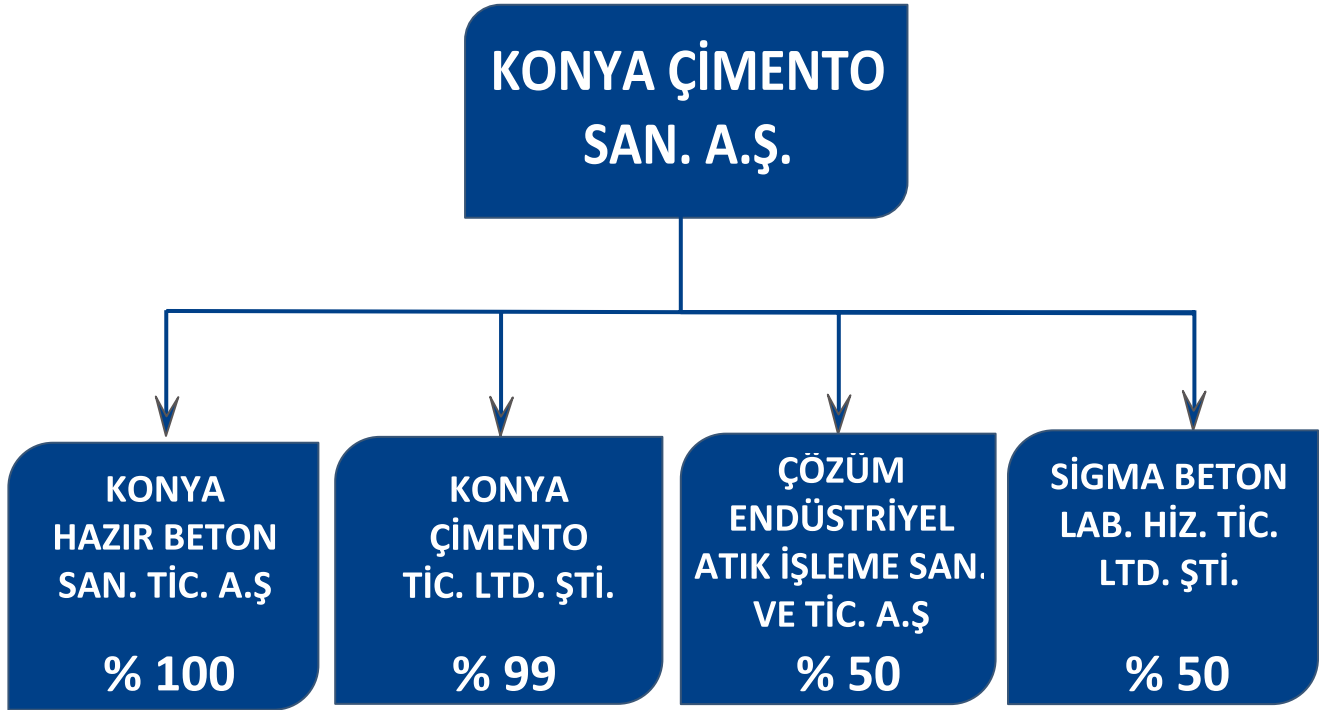 KONYA ÇİMENTO
SAN. A.Ş.
KONYA
HAZIR BETON
SAN. TİC. A.Ş
% 100
KONYA
ÇİMENTO
TİC. LTD. ŞTİ.
% 99
ÇÖZÜM
ENDÜSTRİYEL
ATIK İŞLEME SAN.
VE TİC. A.Ş
% 50
SİGMA BETON
LAB. HİZ. TİC.
LTD. ŞTİ.
% 50